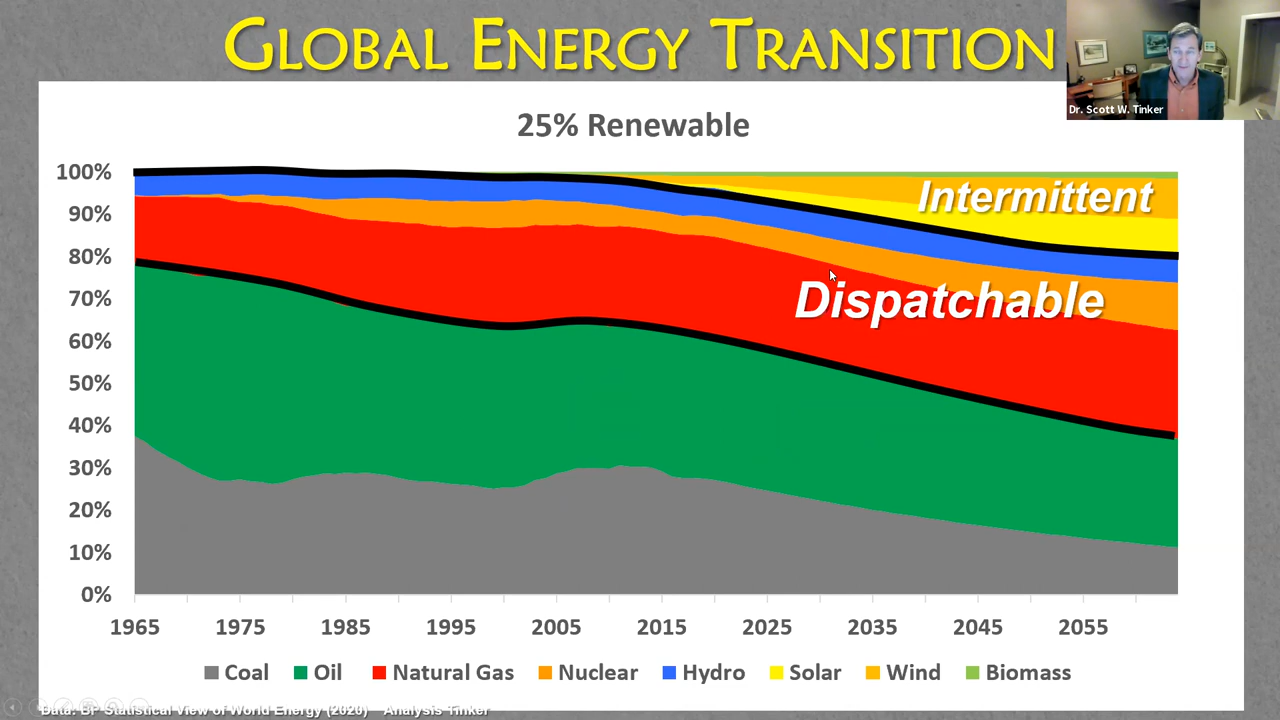 GLOBAL ENERGY TRANSITION
Dr. Scott W. Tinker
25% Renewable
100%
90%
80%
70%
60%
50%
40%
30%
20%
10%
0%
Intermittent
Dispatchable
1965 1975 1985 1995 2005 2015 2025 2035 2045 2055
Coal Oil Natural Gas Nuclear Hydro Solar Wind Biomass
Data: BP Statistical View of World Energy (2020) Analysis Tinker